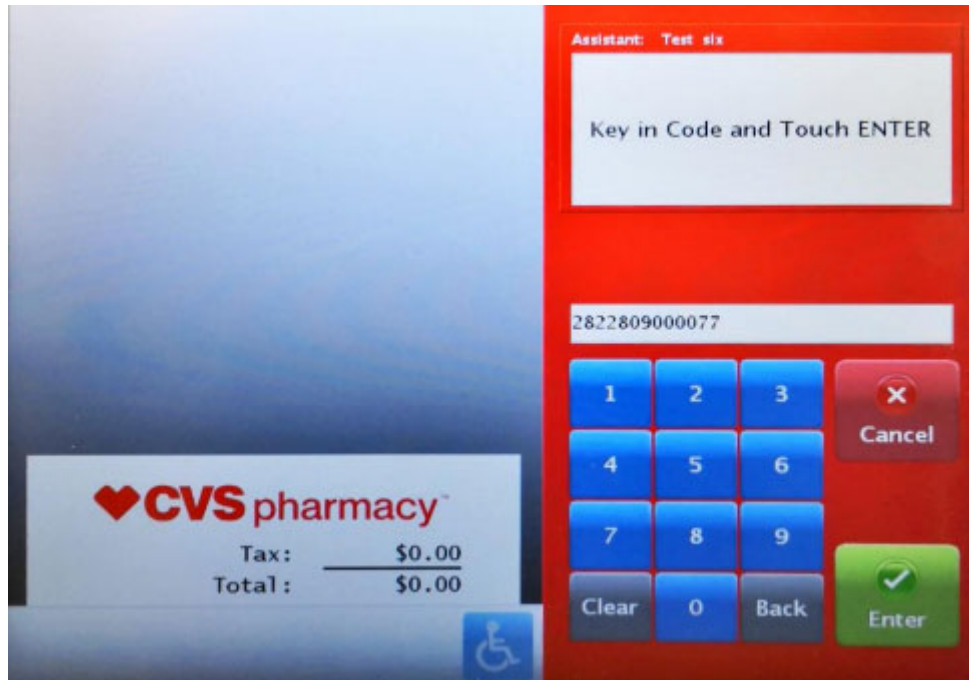 Assistant: Test six
Key in Code and Touch ENTER
2822809000077
1 2 3
Cancel
4 5 6
7 8 9
Clear 0 Back
Enter
CVS pharmacy™
Tax: $0.00
Total: $0.00